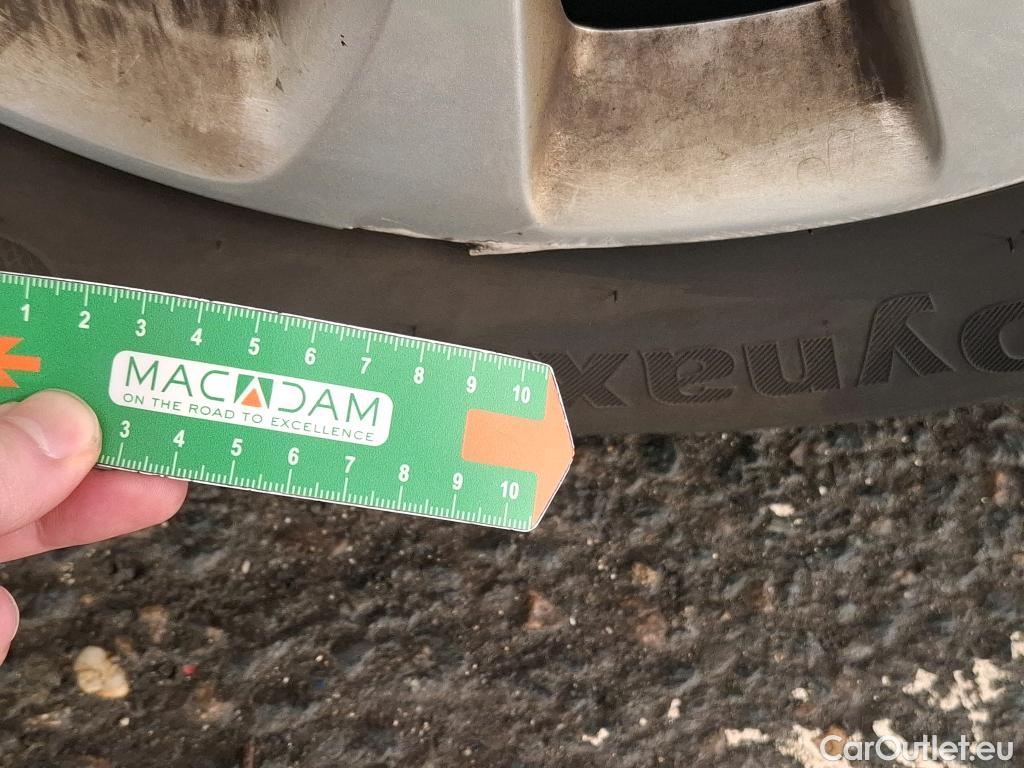 1 2 3 4 5 6 7 8 9 10
MACADAM
ON THE ROAD TO EXCELLENCE
3 4 5 6 7 8 9 10
Dynax
CarOutlet.eu